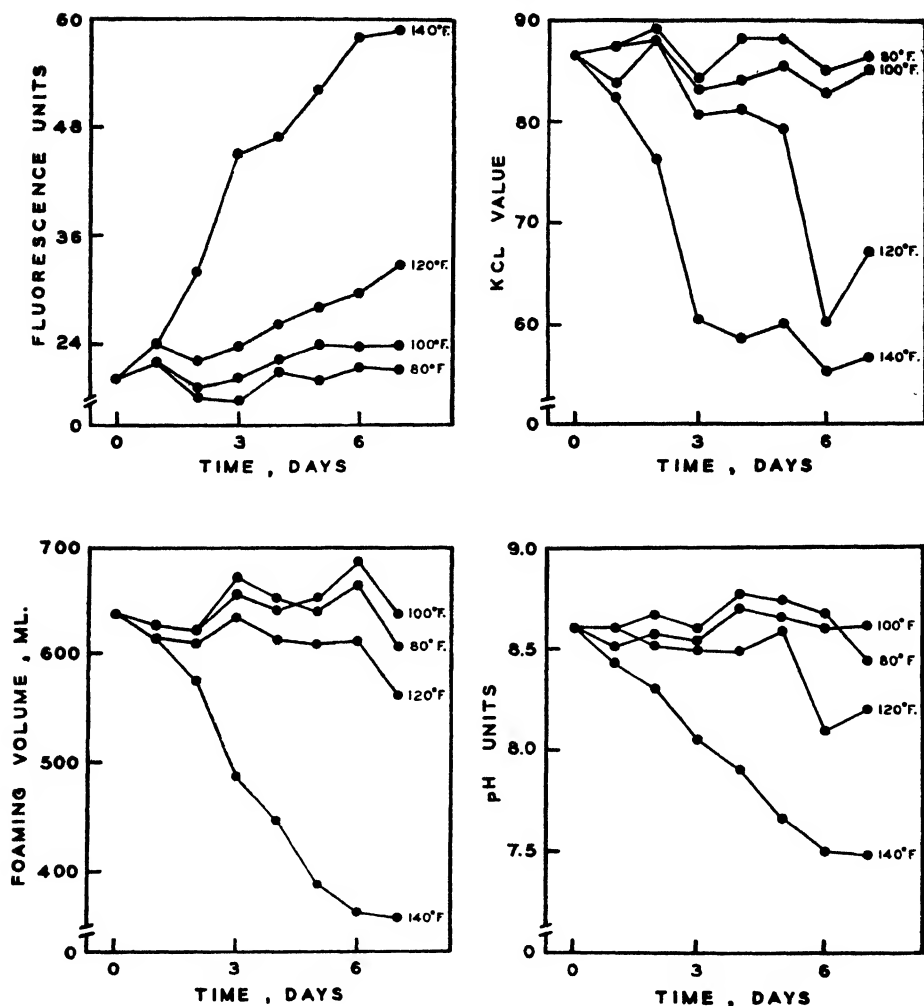 FLUORESCENCE UNITS
60
48
36
24
0
140°F.
120°F.
100°F.
80°F
0 3 6
TIME , DAYS
KCL VALUE
90
80
70
60
0
80°F.
100°F.
120°F.
140°F.
0 3 6
TIME , DAYS
FOAMING VOLUME , ML.
700
600
500
400
0
100°F.
80°F.
120°F.
140°F
0 3 6
TIME , DAYS
pH UNITS
9.0
8.5
8.0
7.5
0
100°F
80°F
120°F.
140°F
0 3 6
TIME , DAYS